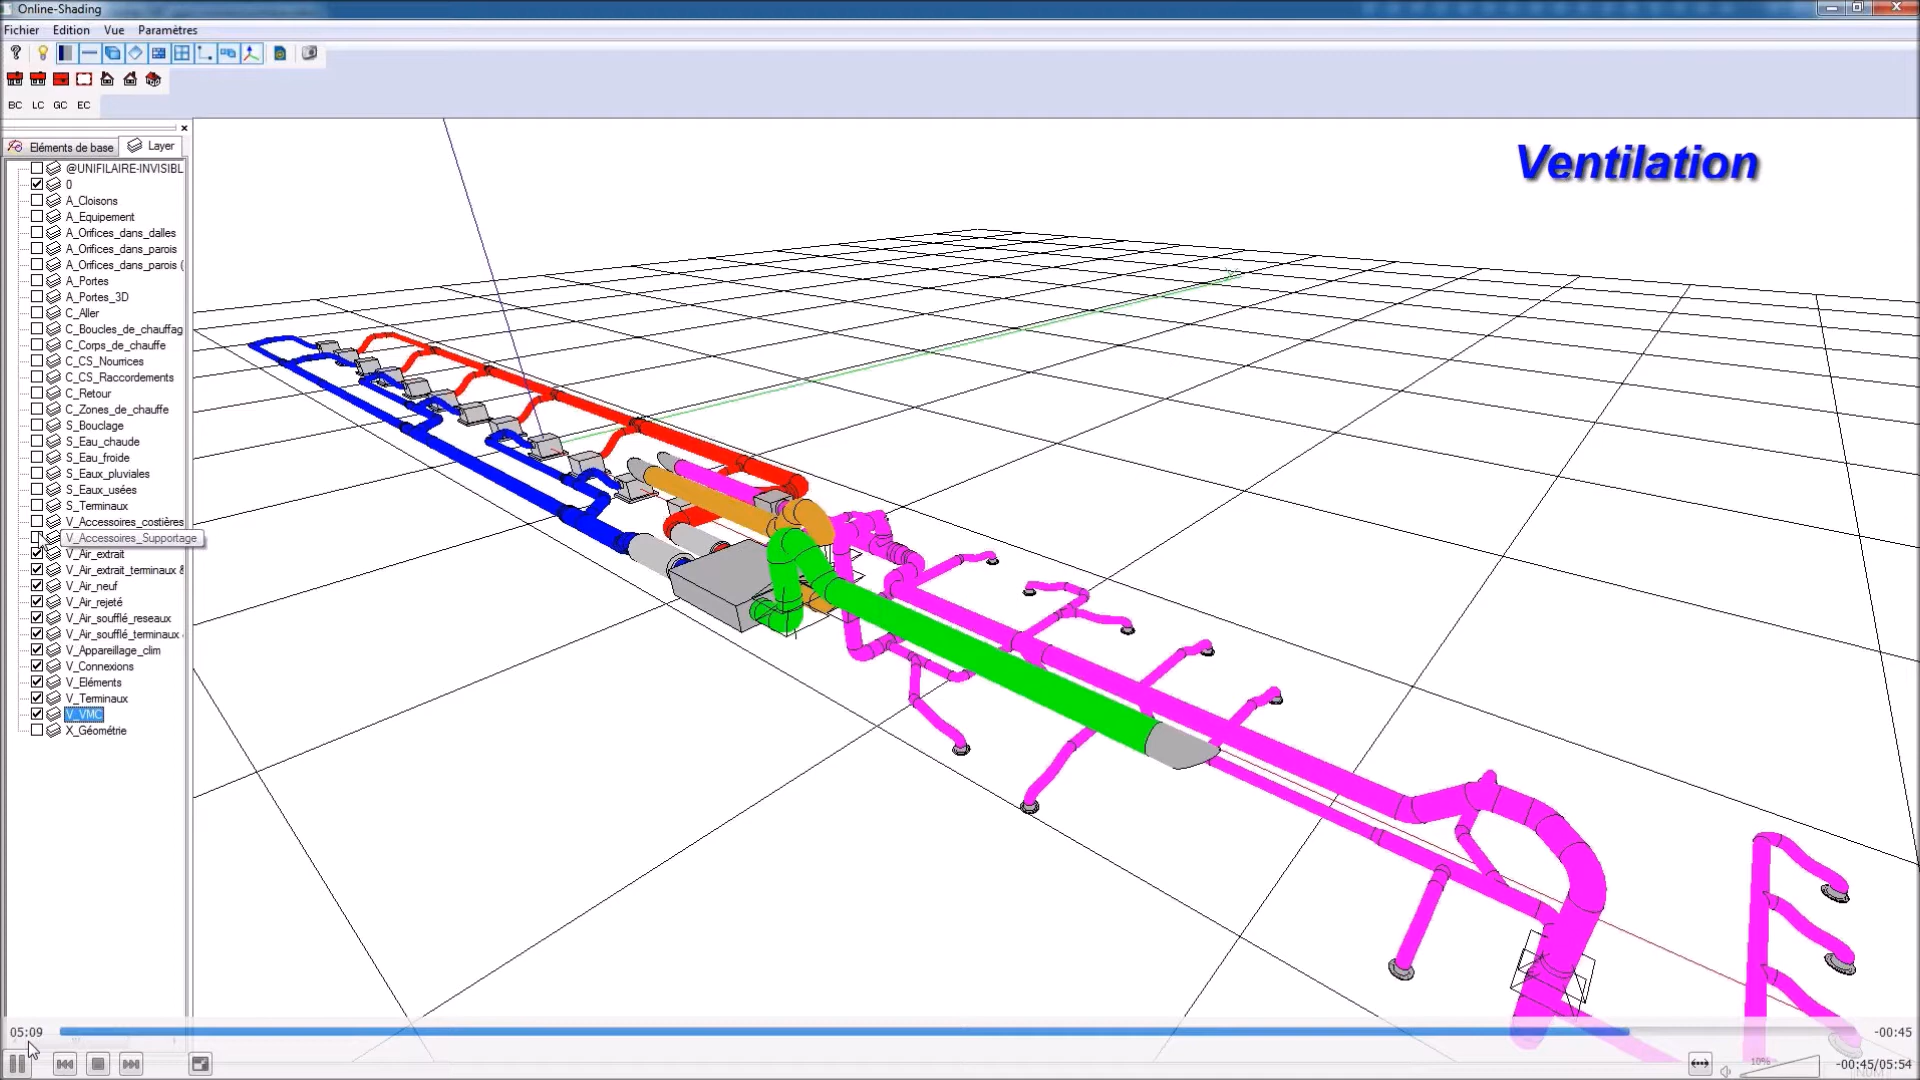 Online-Shading
Fichier Edition Vue Paramètres
BC LC GC EC
Eléments de base Layer
Ventilation
@UNIFILAIRE-INVISIBL
0
A_Cloisons
A_Equipement
A_Orifices_dans_dalles
A_Orifices_dans_parois
A_Orifices_dans_parois (
A_Portes
A_Portes_3D
C_Aller
C_Boucles_de_chauffag
C_Corps_de_chauffe
C_CS_Nourrices
C_CS_Raccordements
C_Retour
C_Zones_de_chauffe
S_Bouclage
S_Eau_chaude
S_Eau_froide
S_Eaux_pluviales
S_Eaux_usées
S_Terminaux
V_Accessoires_costières
V_Accessoires_Supportage
V_Air_extrait
V_Air_extrait_terminaux &
V_Air_neuf
V_Air_rejeté
V_Air_soufflé_reseaux
V_Air_soufflé_terminaux
V_Appareillage_clim
V_Connexions
V_Eléments
V_Terminaux
V_VMC
X_Géométrie
05:09 -00:45
10% -00:45/05:54
NUM